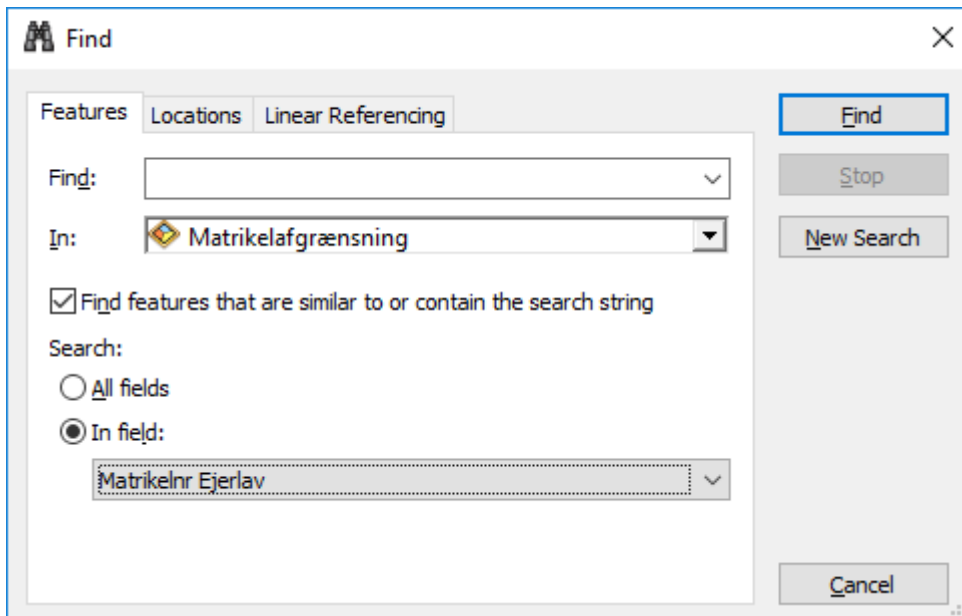 Find
Features Locations Linear Referencing
Find:
In: Matrikelafgrænsning
Find features that are similar to or contain the search string
Search:
All fields
In field:
Matrikelnr Ejerlav
Find
Stop
New Search
Cancel